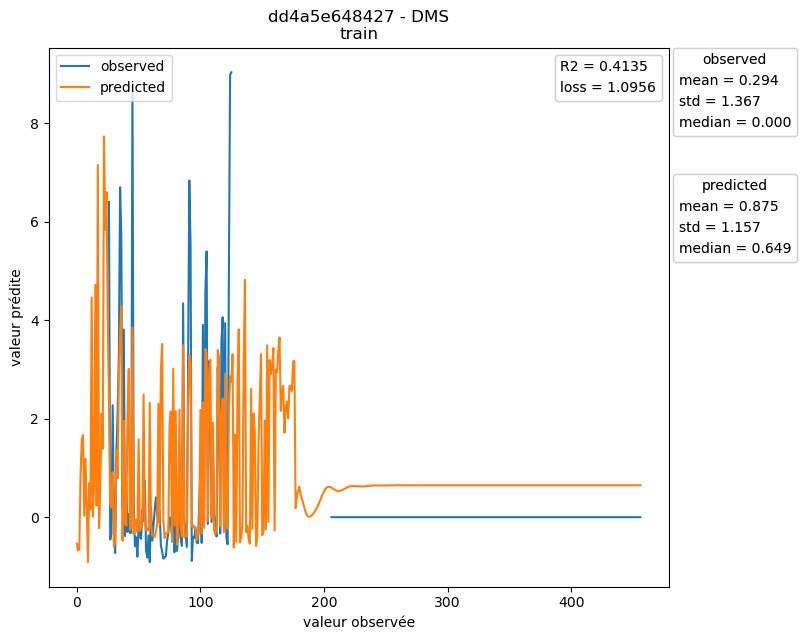 dd4a5e648427 - DMS
train
observed
predicted
R2 = 0.4135
loss = 1.0956
observed
mean = 0.294
std = 1.367
median = 0.000
predicted
mean = 0.875
std = 1.157
median = 0.649
valeur prédite
8
6
4
2
0
0 100 200 300 400
valeur observée